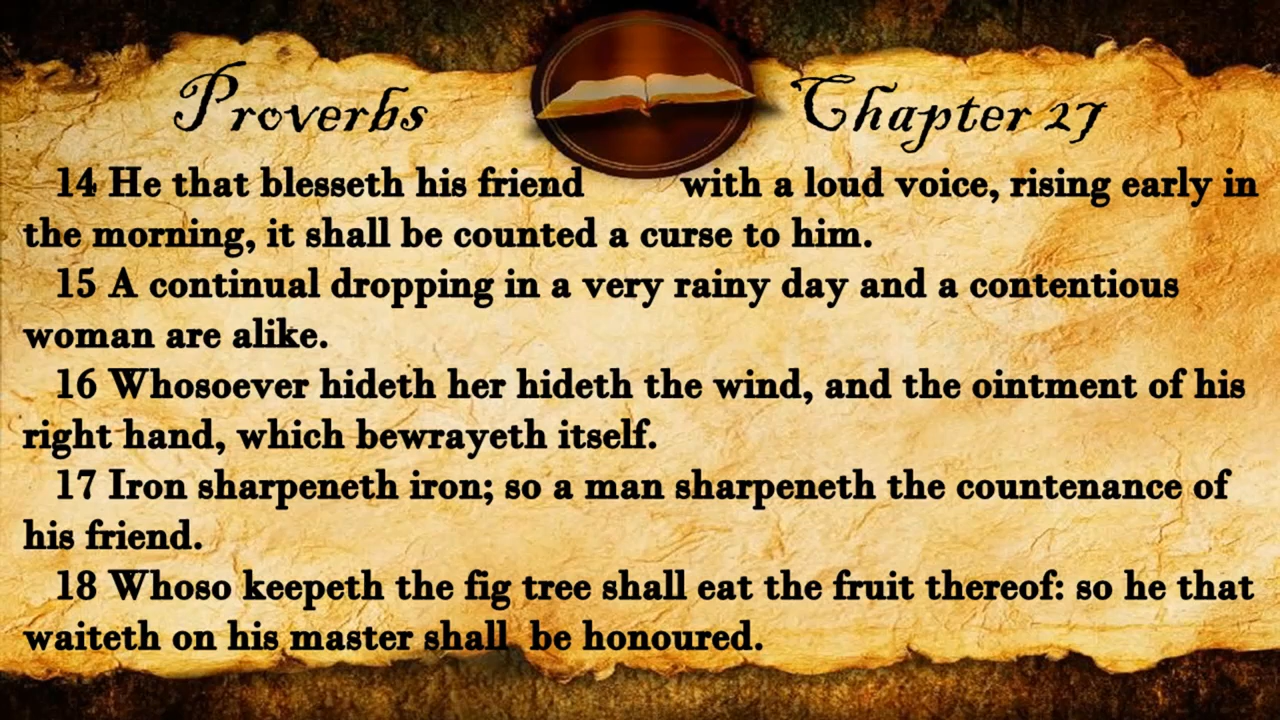 Proverbs Chapter 27
14 He that blesseth his friend with a loud voice, rising early in
the morning, it shall be counted a curse to him.
15 A continual dropping in a very rainy day and a contentious
woman are alike.
16 Whosoever hideth her hideth the wind, and the ointment of his
right hand, which bewrayeth itself.
17 Iron sharpeneth iron; so a man sharpeneth the countenance of
his friend.
18 Whoso keepeth the fig tree shall eat the fruit thereof: so he that
waiteth on his master shall be honoured.